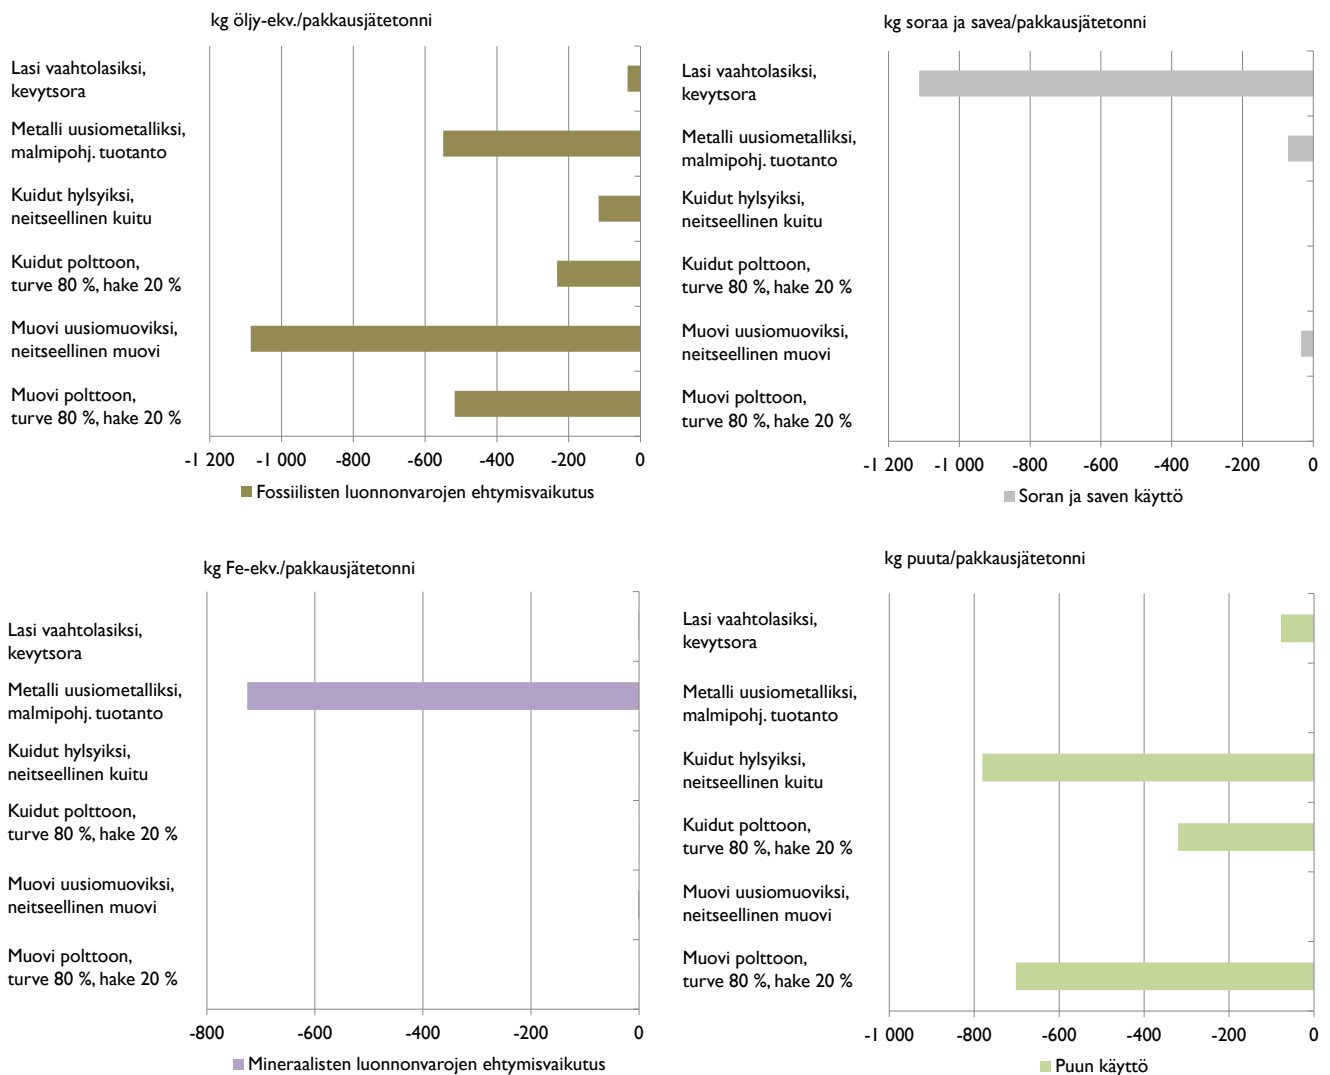 kg öljy-ekv./pakkausjätetonni
Lasi vaahtolasiksi,
kevytsora
Metalli uusiometalliksi,
malmipohj. tuotanto
Kuidut hylsyiksi,
neitseellinen kuitu
Kuidut polttoon,
turve 80 %, hake 20 %
Muovi uusiomuoviksi,
neitseellinen muovi
Muovi polttoon,
turve 80 %, hake 20 %
-1 200 -1 000 -800 -600 -400 -200 0
Fossiilisten luonnonvarojen ehtymisvaikutus
kg soraa ja savea/pakkausjätetonni
Lasi vaahtolasiksi,
kevytsora
Metalli uusiometalliksi,
malmipohj. tuotanto
Kuidut hylsyiksi,
neitseellinen kuitu
Kuidut polttoon,
turve 80 %, hake 20 %
Muovi uusiomuoviksi,
neitseellinen muovi
Muovi polttoon,
turve 80 %, hake 20 %
-1 200 -1 000 -800 -600 -400 -200 0
Soran ja saven käyttö
kg Fe-ekv./pakkausjätetonni
Lasi vaahtolasiksi,
kevytsora
Metalli uusiometalliksi,
malmipohj. tuotanto
Kuidut hylsyiksi,
neitseellinen kuitu
Kuidut polttoon,
turve 80 %, hake 20 %
Muovi uusiomuoviksi,
neitseellinen muovi
Muovi polttoon,
turve 80 %, hake 20 %
-800 -600 -400 -200 0
Mineraalisten luonnonvarojen ehtymisvaikutus
kg puuta/pakkausjätetonni
Lasi vaahtolasiksi,
kevytsora
Metalli uusiometalliksi,
malmipohj. tuotanto
Kuidut hylsyiksi,
neitseellinen kuitu
Kuidut polttoon,
turve 80 %, hake 20 %
Muovi uusiomuoviksi,
neitseellinen muovi
Muovi polttoon,
turve 80 %, hake 20 %
-1 000 -800 -600 -400 -200 0
Puun käyttö